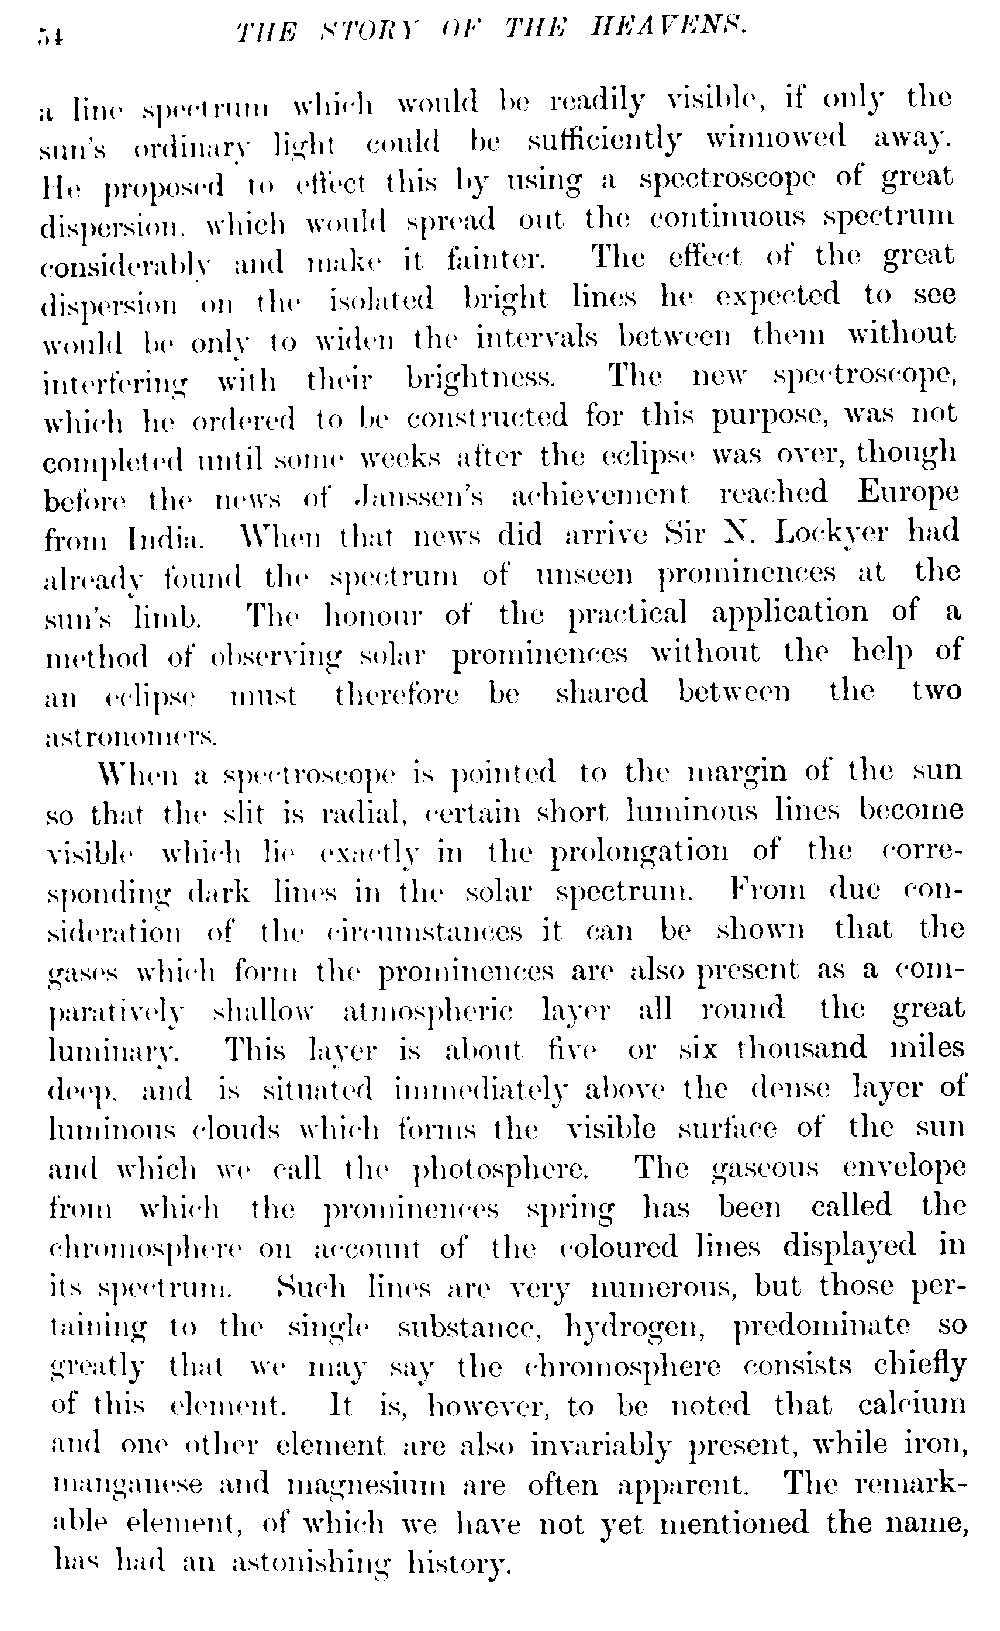 54 THE STORY OF THE HEAVENS.
a line spectrum which would be readily visible, if only the
sun's ordinary light could be sufficiently winnowed away.
He proposed to effect this by using a spectroscope of great
dispersion, which would spread out the continuous spectrum
considerably and make it fainter. The effect of the great
dispersion on the isolated bright lines he expected to see
would be only to widen the intervals between them without
interfering with their brightness. The new spectroscope,
which he ordered to be constructed for this purpose, was not
completed until some weeks after the eclipse was over, though
before the news of Janssen's achievement reached Europe
from India. When that news did arrive Sir N. Lockyer had
already found the spectrum of unseen prominences at the
sun's limb. The honour of the practical application of a
method of observing solar prominences without the help of
an eclipse must therefore be shared between the two
astronomers.
When a spectroscope is pointed to the margin of the sun
so that the slit is radial, certain short luminous lines become
visible which lie exactly in the prolongation of the corre-
sponding dark lines in the solar spectrum. From due con-
sideration of the circumstances it can be shown that the
gases which form the prominences are also present as a com-
paratively shallow atmospheric layer all round the great
luminary. This layer is about five or six thousand miles
deep, and is situated immediately above the dense layer of
luminous clouds which forms the visible surface of the sun
and which we call the photosphere. The gaseous envelope
from which the prominences spring has been called the
chromosphere on account of the coloured lines displayed in
its spectrum. Such lines are very numerous, but those per-
taining to the single substance, hydrogen, predominate so
greatly that we may say the chromosphere consists chiefly
of this element. It is, however, to be noted that calcium
and one other element are also invariably present, while iron,
manganese and magnesium are often apparent. The remark-
able element, of which we have not yet mentioned the name,
has had an astonishing history.